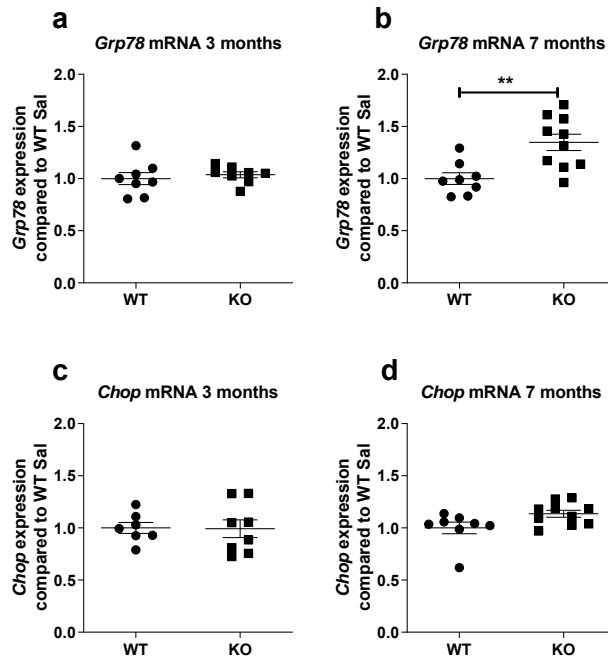 a
Grp78 mRNA 3 months
2.0
1.5
1.0
0.5
0.0
Grp78 expression
compared to WT Sal
WT KO
b
Grp78 mRNA 7 months
**
2.0
1.5
1.0
0.5
0.0
Grp78 expression
compared to WT Sal
WT KO
c
Chop mRNA 3 months
2.0
1.5
1.0
0.5
0.0
Chop expression
compared to WT Sal
WT KO
d
Chop mRNA 7 months
2.0
1.5
1.0
0.5
0.0
Chop expression
compared to WT Sal
WT KO